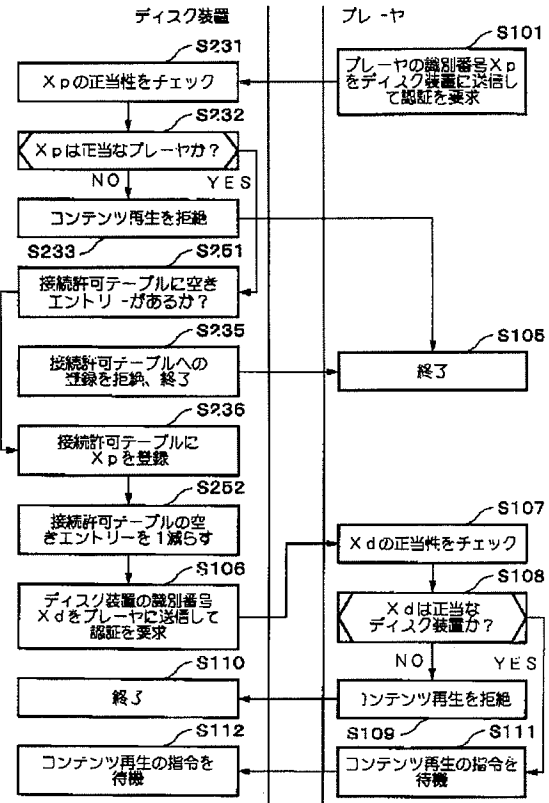 ディスク装置
プレーヤ
S231
Xpの正当性をチェック
S101
プレーヤの識別番号Xp
をディスク装置に送信し
て認証を要求
S232
Xpは正当なプレーヤか？
NO
YES
コンテンツ再生を拒絶
S233
S251
接続許可テーブルに空き
エントリーがあるか？
S235
接続許可テーブルへの
登録を拒絶、終了
S105
終了
S236
接続許可テーブルに
Xpを登録
S252
接続許可テーブルの空
きエントリーを1減らす
S107
Xdの正当性をチェック
S106
ディスク装置の識別番号
Xdをプレーヤに送信して
認証を要求
S108
Xdは正当な
ディスク装置か？
NO
YES
S110
終了
コンテンツ再生を拒絶
S109
S112
コンテンツ再生の指令を
待機
S111
コンテンツ再生の指令を
待機